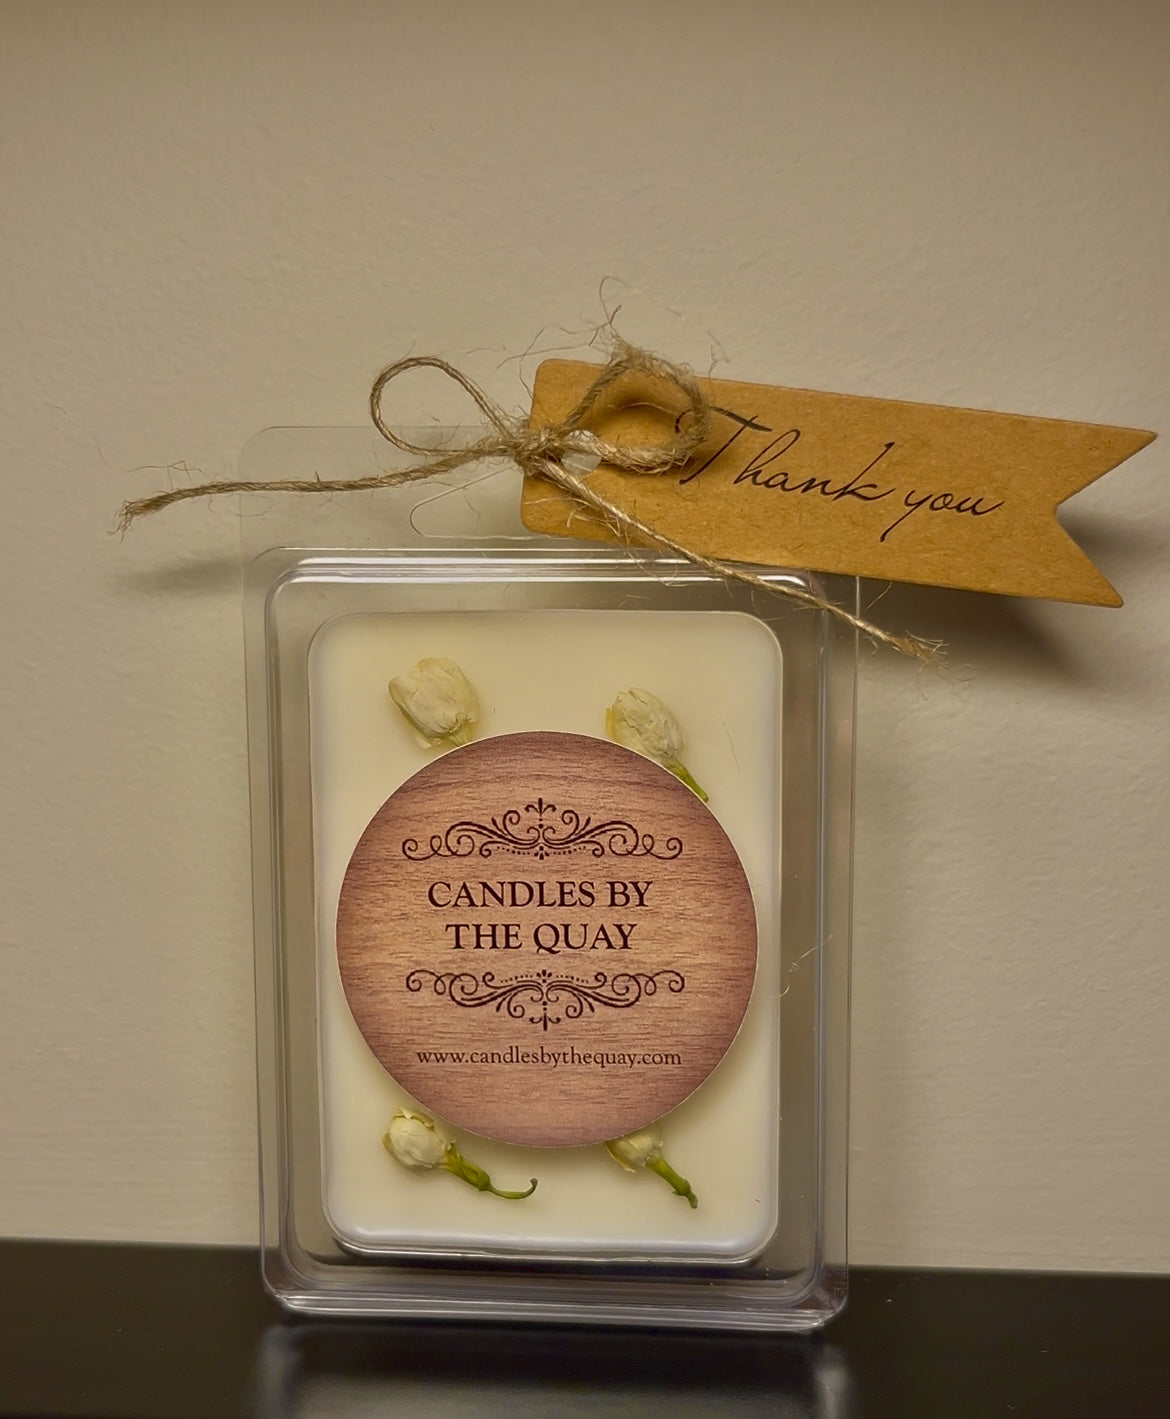 Thank you
CANDLES BY
THE QUAY
www.candlesbythequay.com